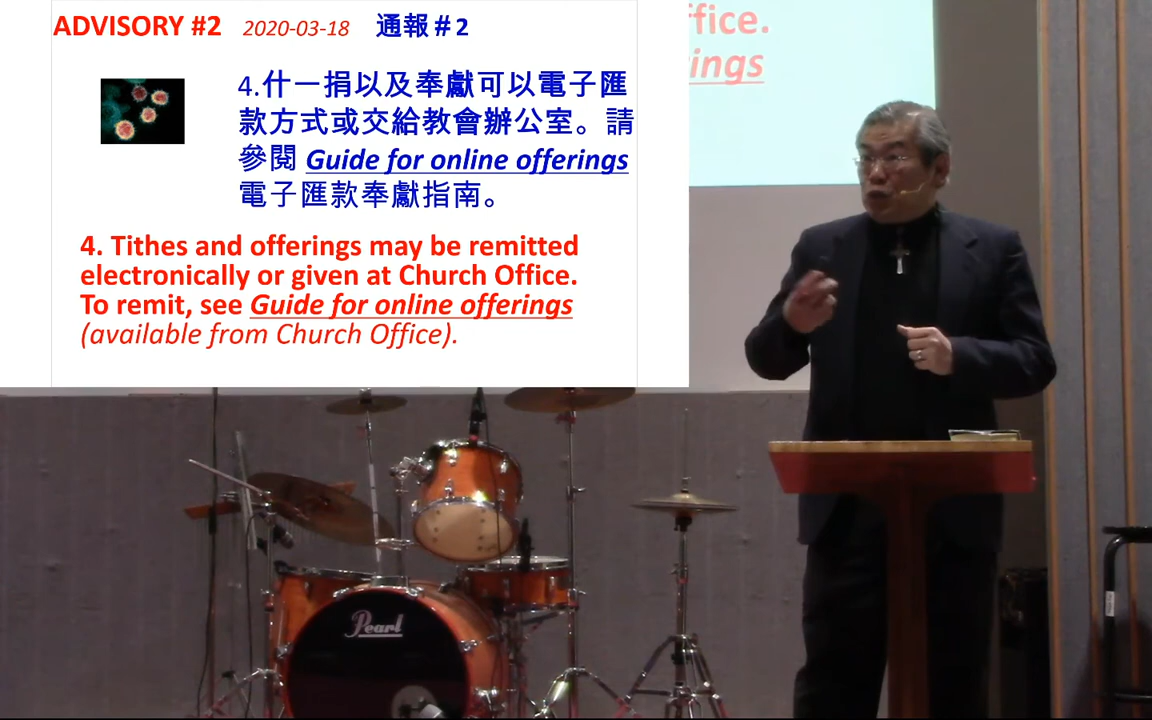 ADVISORY #2 2020-03-18 通報＃2
4.什一捐以及奉獻可以電子匯
款方式或交給教會辦公室。請
參閱 Guide for online offerings
電子匯款奉獻指南。
4. Tithes and offerings may be remitted
electronically or given at Church Office.
To remit, see Guide for online offerings
(available from Church Office).
ffice.
ings
Pearl